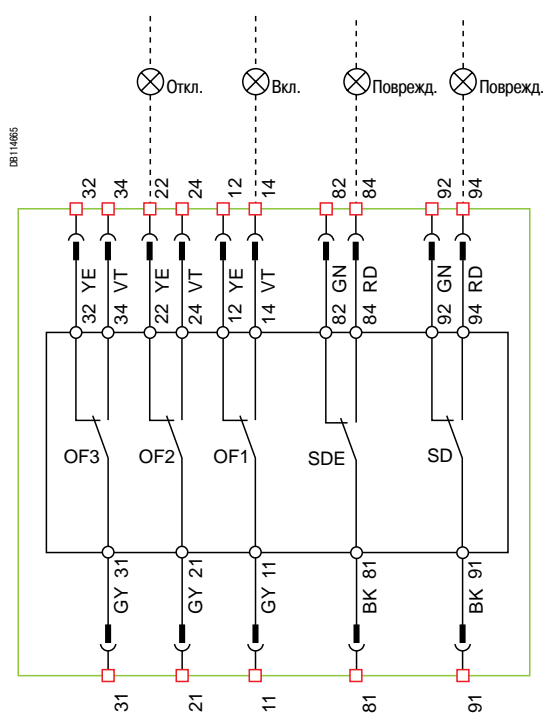 Откл.
Вкл.
Поврежд.
Поврежд.
DB114665
32 34 22 24 12 14 82 84 92 94
YE VT YE VT YE VT GN RD GN RD
32 34 22 24 12 14 82 84 92 94
OF3 OF2 OF1 SDE SD
31 21 11 81 91
GY GY GY BK BK
31 21 11 81 91